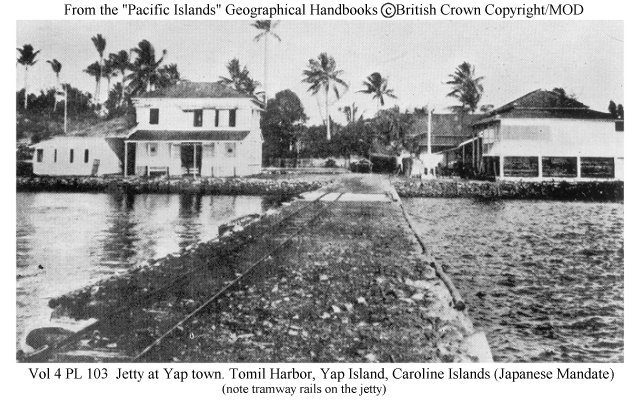 From the "Pacific Islands" Geographical Handbooks ©British Crown Copyright/MOD
Vol 4 PL 103 Jetty at Yap town. Tomil Harbor, Yap Island, Caroline Islands (Japanese Mandate)
(note tramway rails on the jetty)